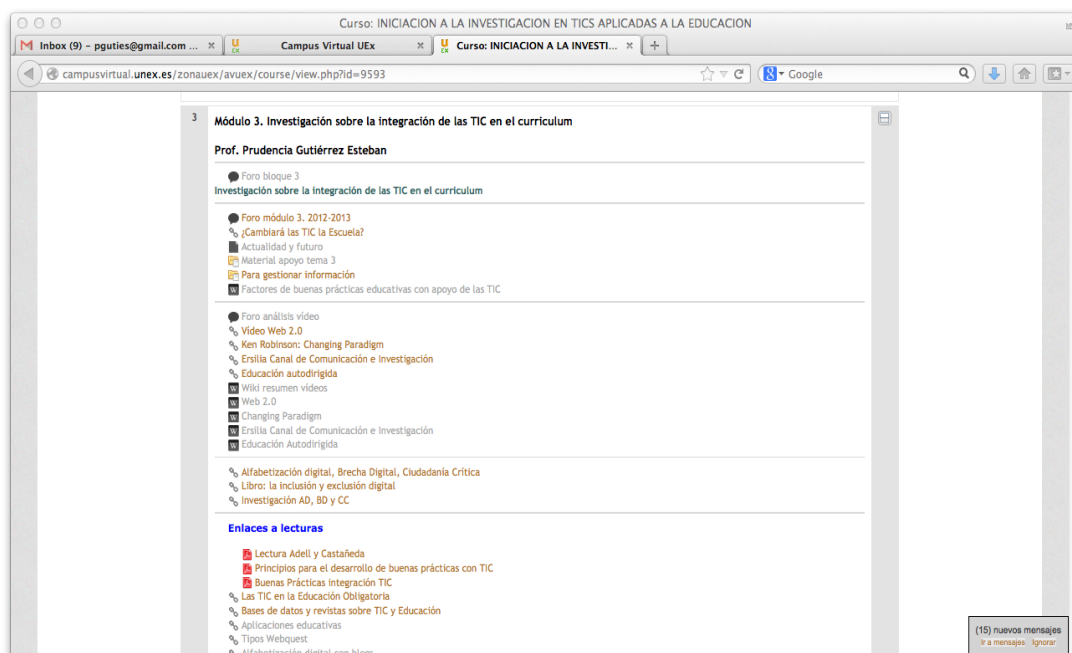 Curso: INICIACION A LA INVESTIGACION EN TICS APLICADAS A LA EDUCACION
Inbox (9) – pguties@gmail.com ... × Campus Virtual UEx × Curso: INICIACION A LA INVESTI... × +
campusvirtual.unex.es/zonauex/avuex/course/view.php?id=9593 Google
3 Módulo 3. Investigación sobre la integración de las TIC en el curriculum
Prof. Prudencia Gutiérrez Esteban
Foro bloque 3
Investigación sobre la integración de las TIC en el curriculum
Foro módulo 3. 2012-2013
¿Cambiará las TIC la Escuela?
Actualidad y futuro
Material apoyo tema 3
Para gestionar información
Factores de buenas prácticas educativas con apoyo de las TIC
Foro análisis vídeo
Vídeo Web 2.0
Ken Robinson: Changing Paradigm
Ersilia Canal de Comunicación e Investigación
Educación autodirigida
Wiki resumen vídeos
Web 2.0
Changing Paradigm
Ersilia Canal de Comunicación e Investigación
Educación Autodirigida
Alfabetización digital, Brecha Digital, Ciudadanía Crítica
Libro: la inclusión y exclusión digital
Investigación AD, BD y CC
Enlaces a lecturas
Lectura Adell y Castañeda
Principios para el desarrollo de buenas prácticas con TIC
Buenas Prácticas integración TIC
Las TIC en la Educación Obligatoria
Bases de datos y revistas sobre TIC y Educación
Aplicaciones educativas
Tipos Webquest
Alfabetización digital con blogs
(15) nuevos mensajes
Ir a mensajes Ignorar